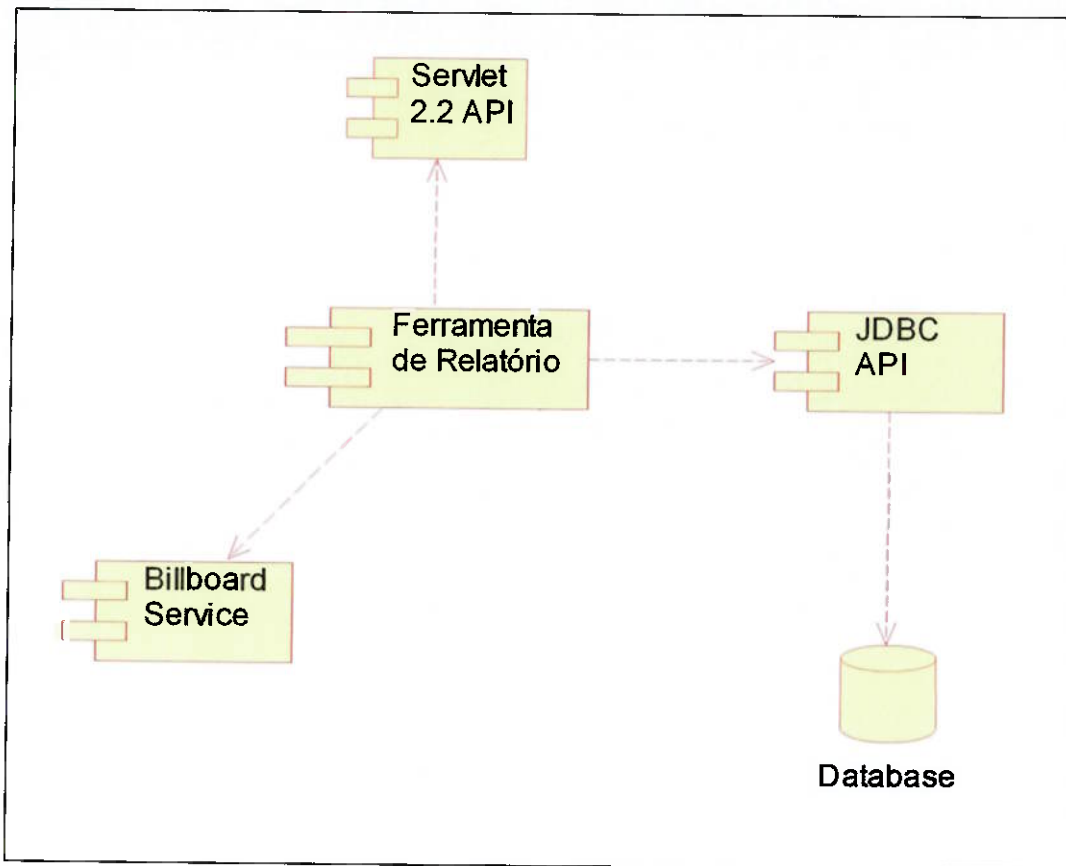 Servlet
2.2 API
Ferramenta
de Relatório
JDBC
API
Billboard
Service
Database